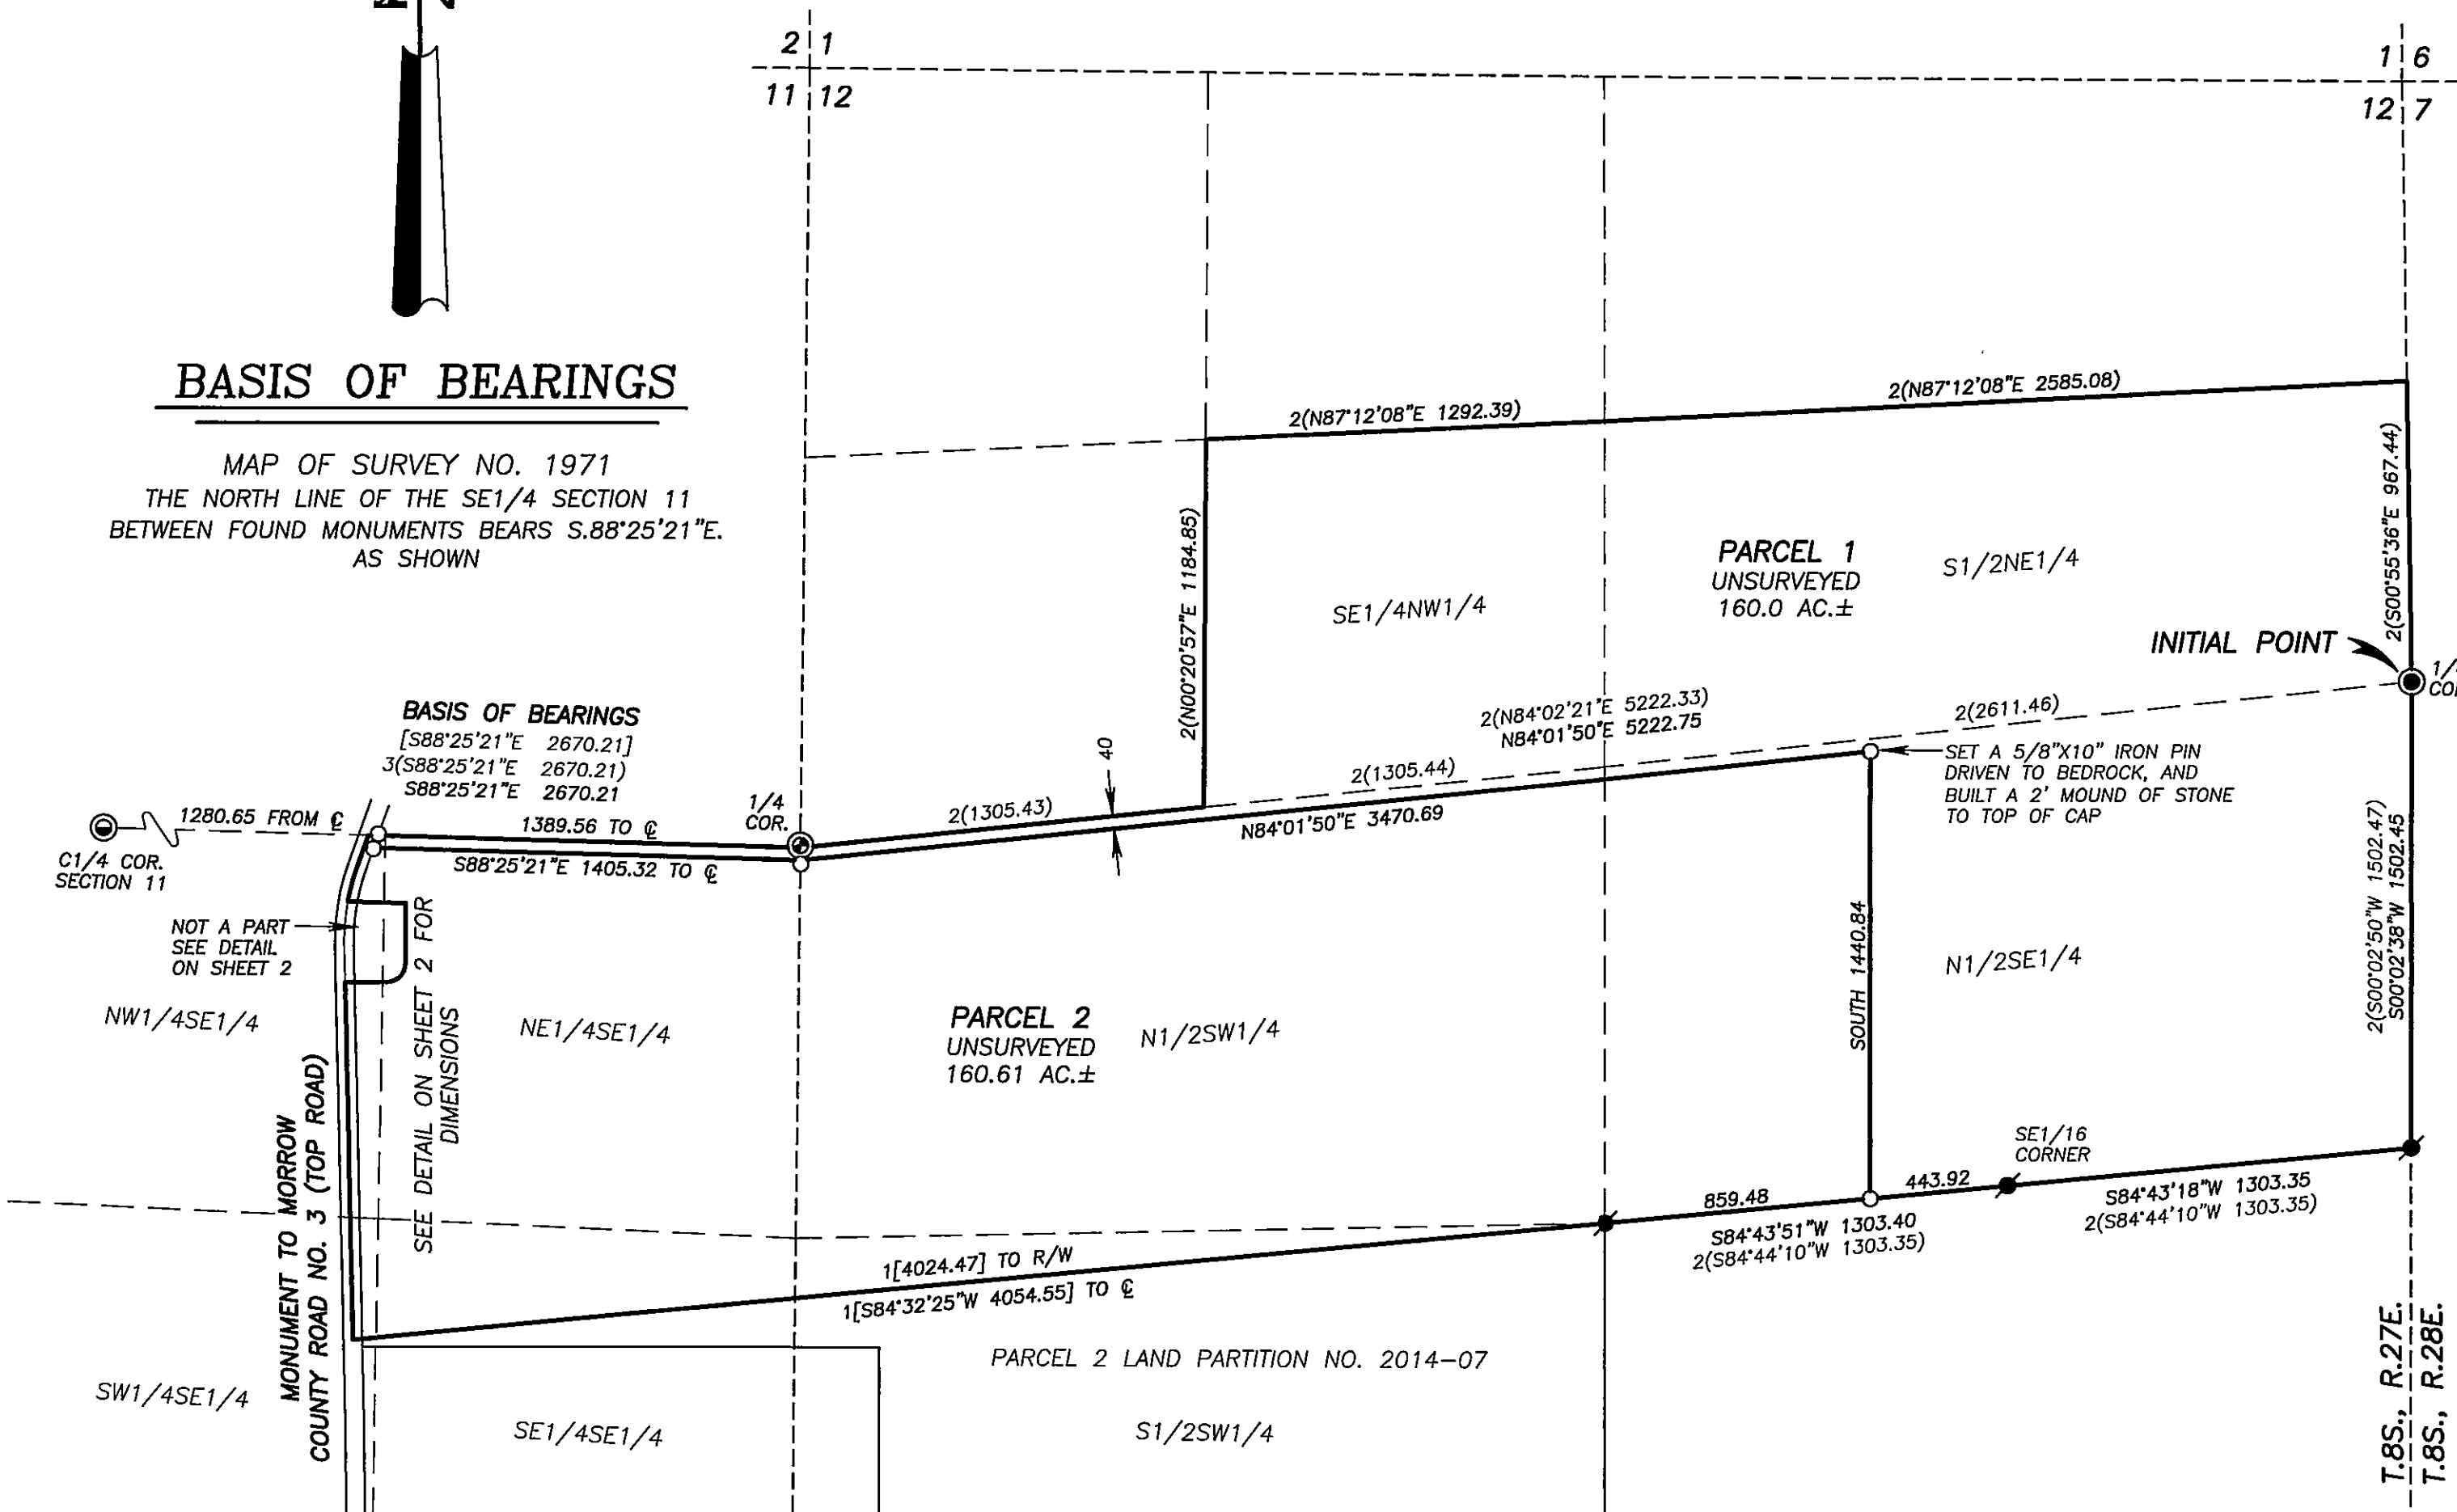 2 1
11 12
1 6
12 7
BASIS OF BEARINGS
MAP OF SURVEY NO. 1971
THE NORTH LINE OF THE SE1/4 SECTION 11
BETWEEN FOUND MONUMENTS BEARS S.88°25'21"E.
AS SHOWN
2(N87°12'08"E 1292.39)
2(N87°12'08"E 2585.08)
2(S00°55'36"E 967.44)
2(N00°20'57"E 1184.85)
PARCEL 1
UNSURVEYED
160.0 AC.±
S1/2NE1/4
SE1/4NW1/4
INITIAL POINT
BASIS OF BEARINGS
[S88°25'21"E 2670.21]
3(S88°25'21"E 2670.21)
S88°25'21"E 2670.21
1280.65 FROM ℄
C1/4 COR.
SECTION 11
1389.56 TO ℄
S88°25'21"E 1405.32 TO ℄
1/4
COR.
2(1305.43)
40
2(1305.44)
2(N84°02'21"E 5222.33)
N84°01'50"E 5222.75
2(2611.46)
N84°01'50"E 3470.69
SET A 5/8"X10" IRON PIN
DRIVEN TO BEDROCK, AND
BUILT A 2' MOUND OF STONE
TO TOP OF CAP
2(S00°02'50"W 1502.47)
S00°02'38"W 1502.45
SOUTH 1440.84
NOT A PART
SEE DETAIL
ON SHEET 2
SEE DETAIL ON SHEET 2 FOR
DIMENSIONS
NW1/4SE1/4
NE1/4SE1/4
PARCEL 2
UNSURVEYED
160.61 AC.±
N1/2SW1/4
N1/2SE1/4
MONUMENT TO MORROW
COUNTY ROAD NO. 3 (TOP ROAD)
SE1/16
CORNER
859.48
443.92
S84°43'51"W 1303.40
2(S84°44'10"W 1303.35)
S84°43'18"W 1303.35
2(S84°44'10"W 1303.35)
1[4024.47] TO R/W
1[S84°32'25"W 4054.55] TO ℄
PARCEL 2 LAND PARTITION NO. 2014-07
SW1/4SE1/4
SE1/4SE1/4
S1/2SW1/4
T.8S., R.27E.
T.8S., R.28E.